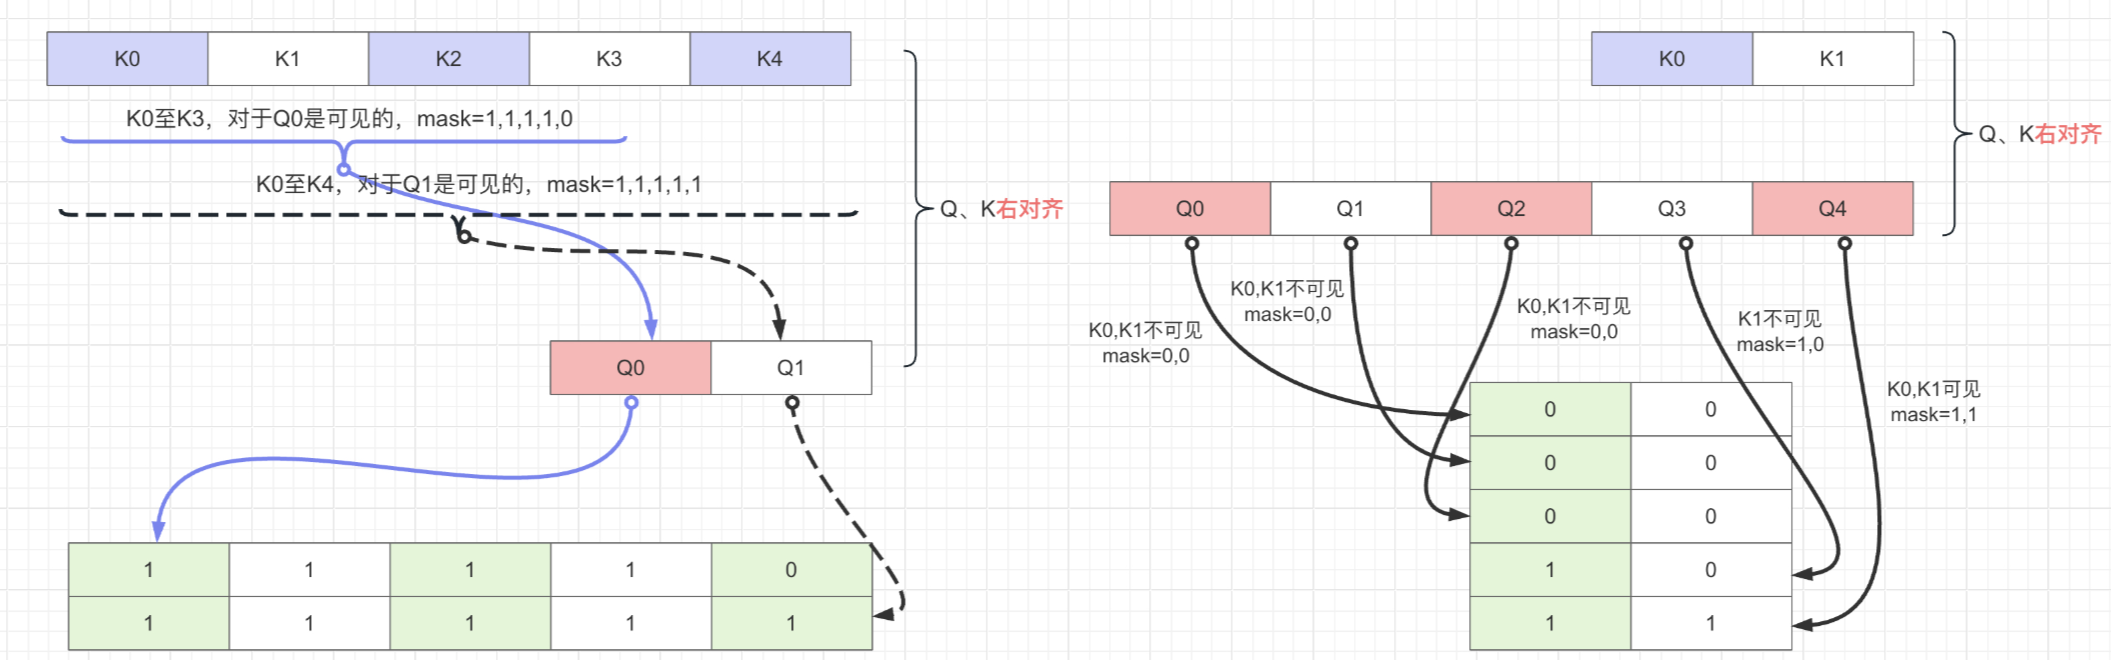 K0 K1 K2 K3 K4
K0至K3，对于Q0是可见的，mask=1,1,1,1,0
K0至K4，对于Q1是可见的，mask=1,1,1,1,1
Q、K右对齐
Q0 Q1
1 1 1 1 0
1 1 1 1 1
K0 K1
Q、K右对齐
Q0 Q1 Q2 Q3 Q4
K0,K1不可见
mask=0,0
K0,K1不可见
mask=0,0
K0,K1不可见
mask=0,0
K1不可见
mask=1,0
K0,K1可见
mask=1,1
0 0
0 0
0 0
1 0
1 1